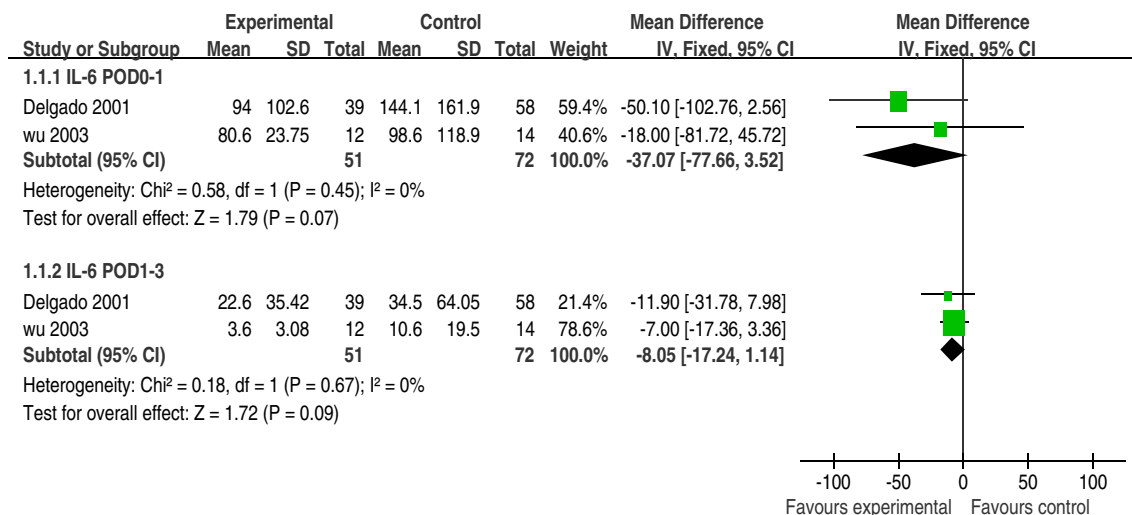 Experimental Control Mean Difference Mean Difference
Study or Subgroup Mean SD Total Mean SD Total Weight IV, Fixed, 95% CI IV, Fixed, 95% CI
1.1.1 IL-6 POD0-1
Delgado 2001 94 102.6 39 144.1 161.9 58 59.4% -50.10 [-102.76, 2.56]
wu 2003 80.6 23.75 12 98.6 118.9 14 40.6% -18.00 [-81.72, 45.72]
Subtotal (95% CI) 51 72 100.0% -37.07 [-77.66, 3.52]
Heterogeneity: Chi² = 0.58, df = 1 (P = 0.45); I² = 0%
Test for overall effect: Z = 1.79 (P = 0.07)
1.1.2 IL-6 POD1-3
Delgado 2001 22.6 35.42 39 34.5 64.05 58 21.4% -11.90 [-31.78, 7.98]
wu 2003 3.6 3.08 12 10.6 19.5 14 78.6% -7.00 [-17.36, 3.36]
Subtotal (95% CI) 51 72 100.0% -8.05 [-17.24, 1.14]
Heterogeneity: Chi² = 0.18, df = 1 (P = 0.67); I² = 0%
Test for overall effect: Z = 1.72 (P = 0.09)
-100 -50 0 50 100
Favours experimental Favours control